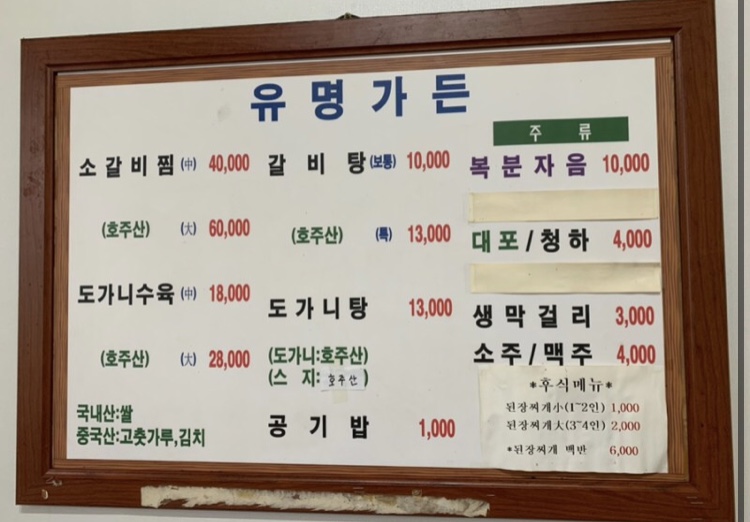 유명가든
소갈비찜 (中) 40,000
(호주산) (大) 60,000
도가니수육 (中) 18,000
(호주산) (大) 28,000
국내산:쌀
중국산:고춧가루,김치
갈비탕 (보통) 10,000
(호주산) (특) 13,000
도가니탕 13,000
(도가니:호주산)
(스 지: 호주산)
공기밥 1,000
주 류
복분자음 10,000
대포/청하 4,000
생막걸리 3,000
소주/맥주 4,000
*후식메뉴*
된장찌개小(1~2인) 1,000
된장찌개大(3~4인) 2,000
*된장찌개 백반 6,000